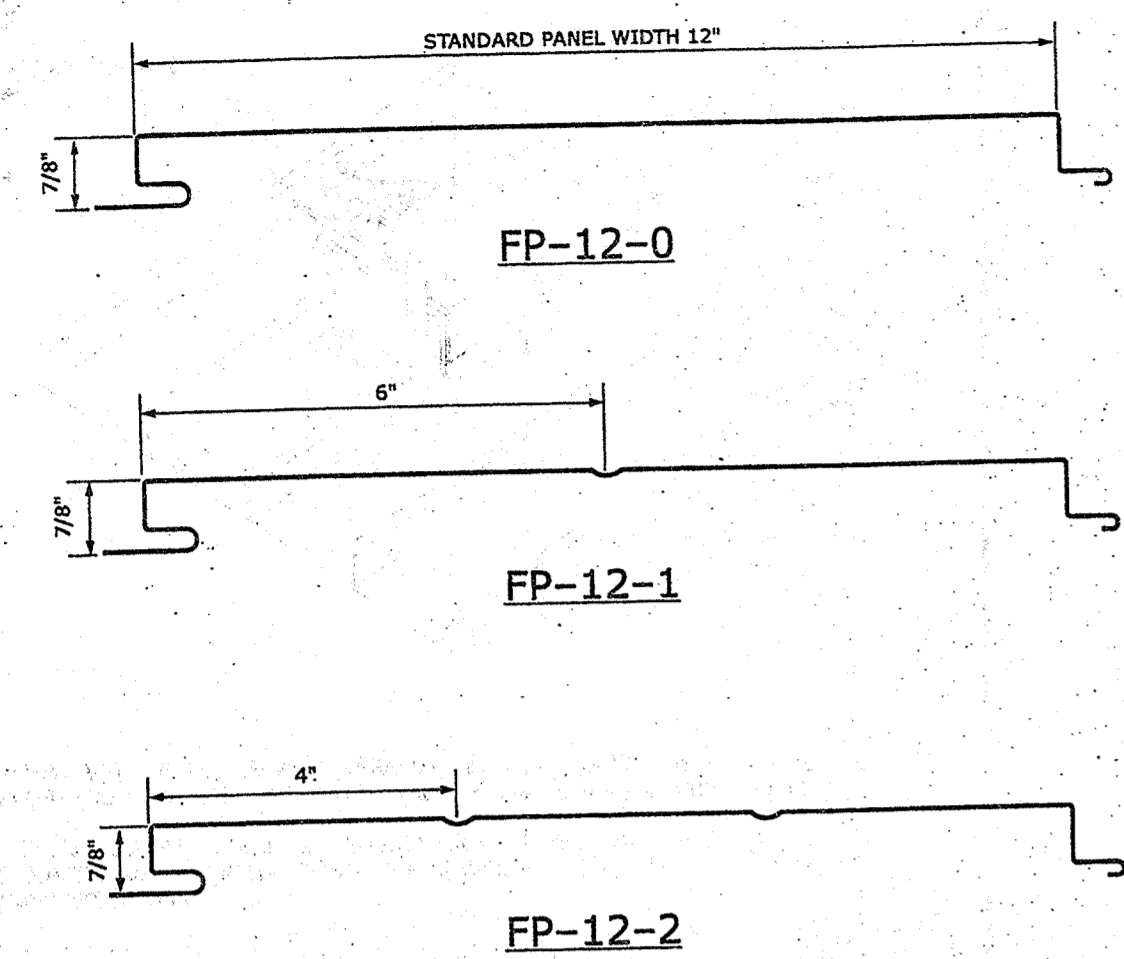 STANDARD PANEL WIDTH 12"
7/8"
FP-12-0
6"
7/8"
FP-12-1
4"
7/8"
FP-12-2